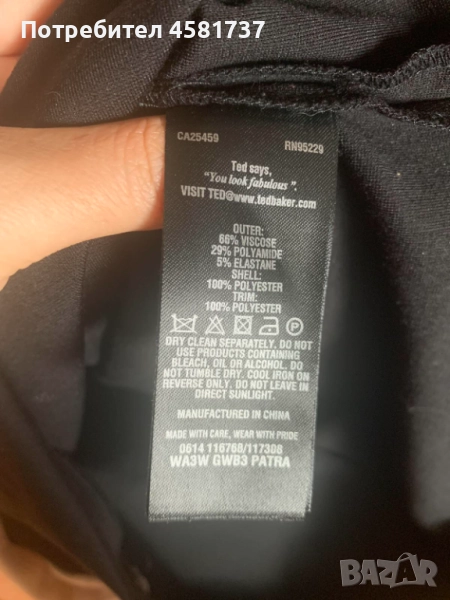 Потребител 4581737
CA25459 RN95229
Ted says,
"You look fabulous".
VISIT TED@www.tedbaker.com
OUTER:
66% VISCOSE
29% POLYAMIDE
5% ELASTANE
SHELL:
100% POLYESTER
TRIM:
100% POLYESTER
P
DRY CLEAN SEPARATELY. DO NOT
USE PRODUCTS CONTAINING
BLEACH, OIL OR ALCOHOL. DO
NOT TUMBLE DRY. COOL IRON ON
REVERSE ONLY. DO NOT LEAVE IN
DIRECT SUNLIGHT.
MANUFACTURED IN CHINA
MADE WITH CARE, WEAR WITH PRIDE
0614 116768/117308
WA3W GWB3 PATRA
BAZAR